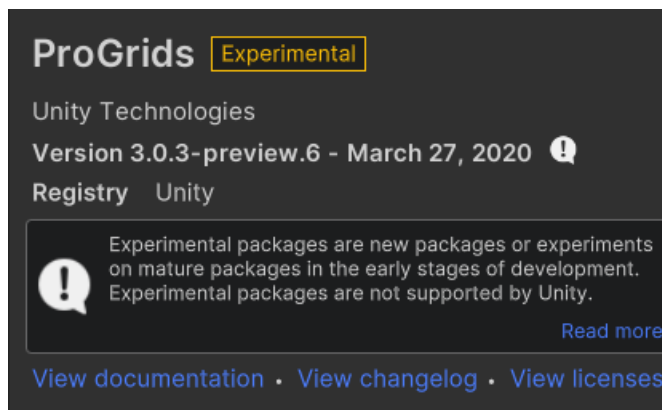 ProGrids Experimental
Unity Technologies
Version 3.0.3-preview.6 - March 27, 2020
Registry Unity
Experimental packages are new packages or experiments
on mature packages in the early stages of development.
Experimental packages are not supported by Unity.
Read more
View documentation • View changelog • View licenses